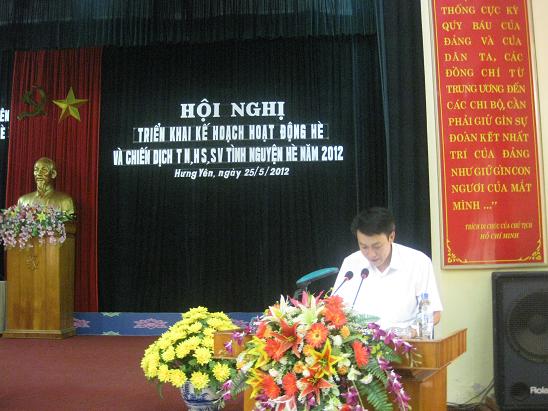 HỘI NGHỊ
TRIỂN KHAI KẾ HOẠCH HOẠT ĐỘNG HÈ
VÀ CHIẾN DỊCH TN,HS,SV TÌNH NGUYỆN HÈ NĂM 2012
Hưng Yên, ngày 25/5/2012
THỐNG CỰC KỲ
QUÝ BÁU CỦA
ĐẢNG VÀ CỦA
DÂN TA, CÁC
ĐỒNG CHÍ TỪ
TRUNG ƯƠNG ĐẾN
CÁC CHI BỘ, CẦN
PHẢI GIỮ GÌN SỰ
ĐOÀN KẾT NHẤT
TRÍ CỦA ĐẢNG
NHƯ GIỮ GÌN CON
NGƯƠI CỦA MẮT
MÌNH ..."
TRÍCH DI CHÚC CỦA CHỦ TỊCH
HỒ CHÍ MINH
Roland